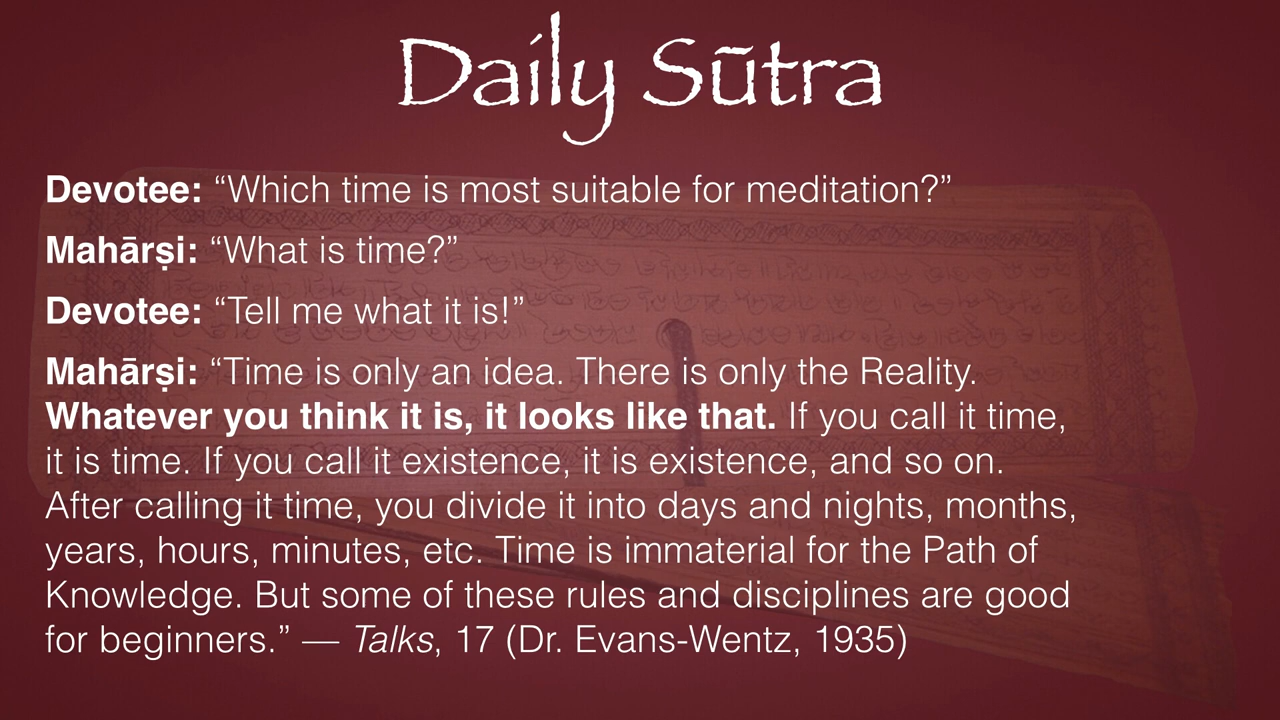 Daily Sūtra
Devotee: “Which time is most suitable for meditation?”
Mahārṣi: “What is time?”
Devotee: “Tell me what it is!”
Mahārṣi: “Time is only an idea. There is only the Reality.
Whatever you think it is, it looks like that. If you call it time,
it is time. If you call it existence, it is existence, and so on.
After calling it time, you divide it into days and nights, months,
years, hours, minutes, etc. Time is immaterial for the Path of
Knowledge. But some of these rules and disciplines are good
for beginners.” — Talks, 17 (Dr. Evans-Wentz, 1935)